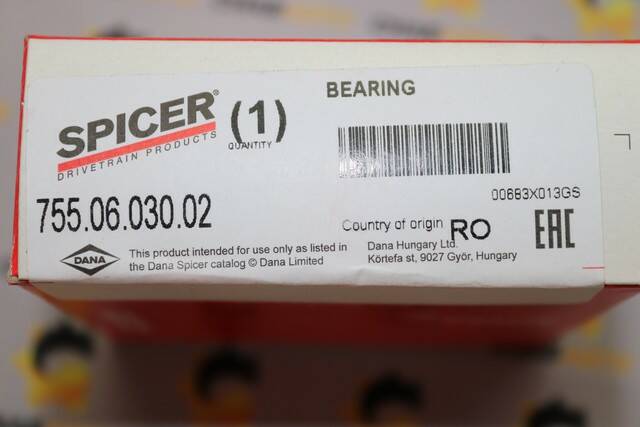 SPICER®
DRIVETRAIN PRODUCTS
(1)
QUANTITY
BEARING
00683X013GS
755.06.030.02
Country of origin RO
EAC
DANA
This product intended for use only as listed in
the Dana Spicer catalog © Dana Limited
Dana Hungary Ltd.
Körtefa st, 9027 Győr, Hungary